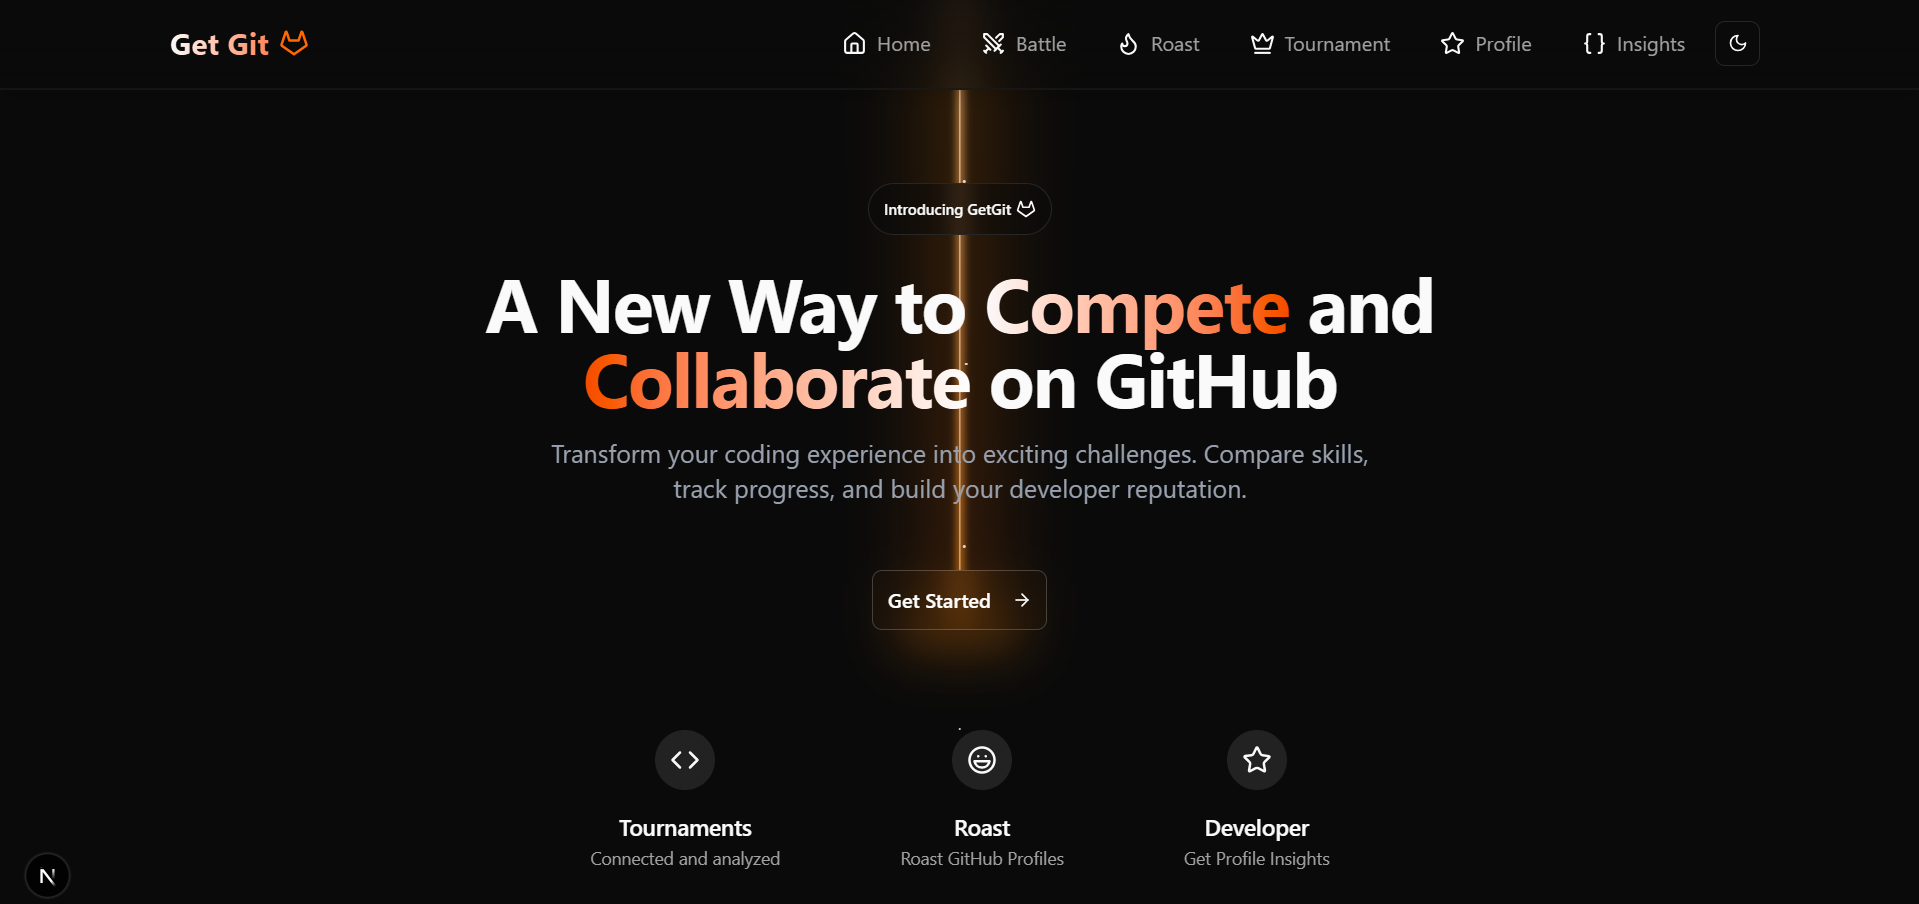 Get Git
Home
Battle
Roast
Tournament
Profile
Insights
Introducing GetGit
A New Way to Compete and
Collaborate on GitHub
Transform your coding experience into exciting challenges. Compare skills,
track progress, and build your developer reputation.
Get Started
Tournaments
Connected and analyzed
Roast
Roast GitHub Profiles
Developer
Get Profile Insights
N